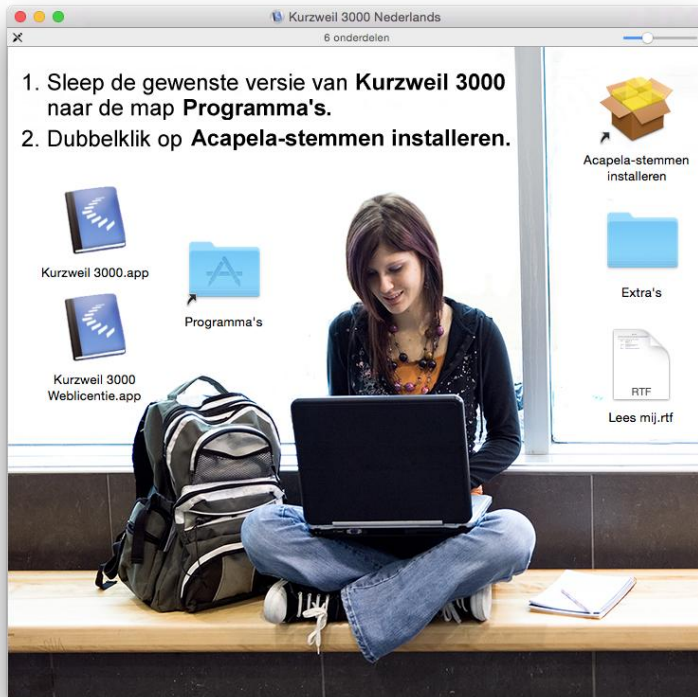 Kurzweil 3000 Nederlands
6 onderdelen
1. Sleep de gewenste versie van Kurzweil 3000
naar de map Programma's.
2. Dubbelklik op Acapela-stemmen installeren.
Acapela-stemmen
installeren
Kurzweil 3000.app
Programma's
Extra's
Kurzweil 3000
Weblicentie.app
RTF
Lees mij.rtf